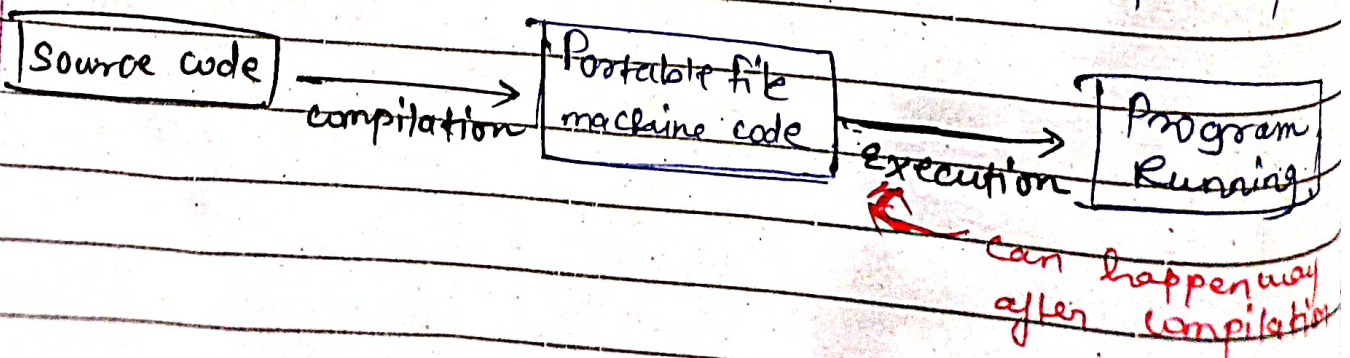 Source code
compilation
Portable file
machine code
Execution
Program
Running
can happen way
after compilation